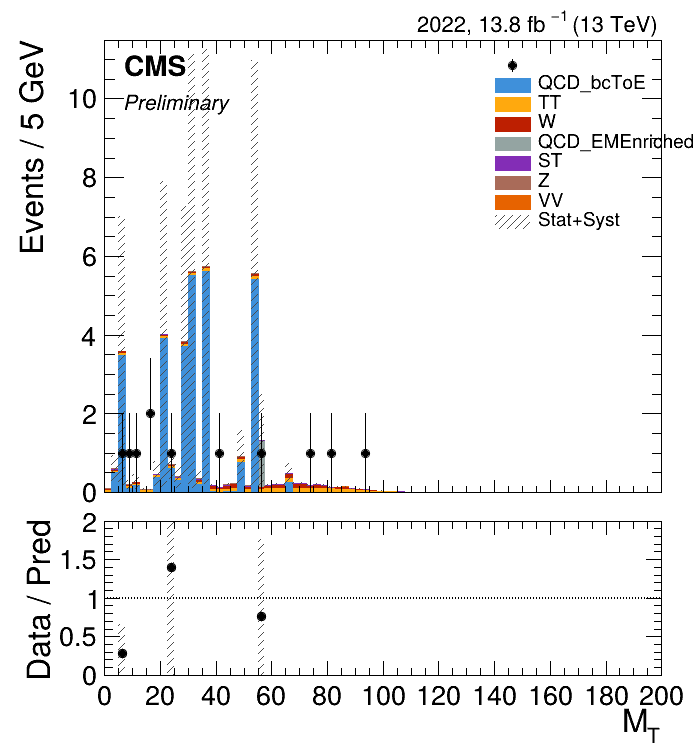 2022, 13.8 fb⁻¹ (13 TeV)
CMS
Preliminary
QCD_bcToE
TT
W
QCD_EMEnriched
ST
Z
VV
Stat+Syst
Events / 5 GeV
10
8
6
4
2
0
Data / Pred
2
1.5
1
0.5
0
0 20 40 60 80 100 120 140 160 180 200
M_T